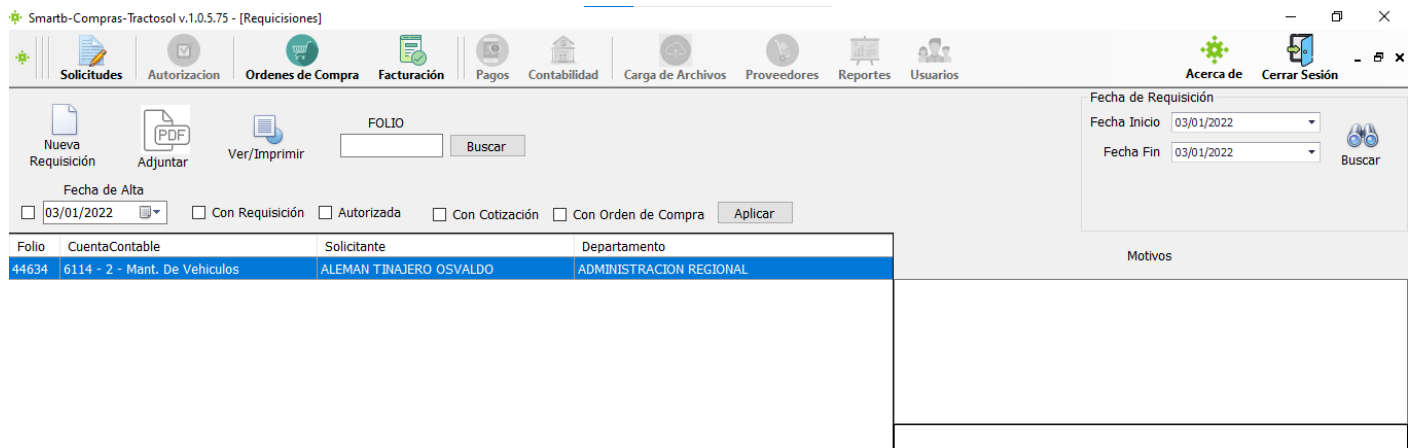 Smartb-Compras-Tractosol v.1.0.5.75 - [Requicisiones]
Solicitudes Autorizacion Ordenes de Compra Facturación Pagos Contabilidad Carga de Archivos Proveedores Reportes Usuarios Acerca de Cerrar Sesión
Nueva Requisición
PDF
Adjuntar
Ver/Imprimir
FOLIO
Buscar
Fecha de Requisición
Fecha Inicio 03/01/2022
Fecha Fin 03/01/2022
Buscar
Fecha de Alta
03/01/2022 Con Requisición Autorizada Con Cotización Con Orden de Compra Aplicar
Folio CuentaContable Solicitante Departamento
44634 6114 - 2 - Mant. De Vehiculos ALEMAN TINAJERO OSVALDO ADMINISTRACION REGIONAL
Motivos